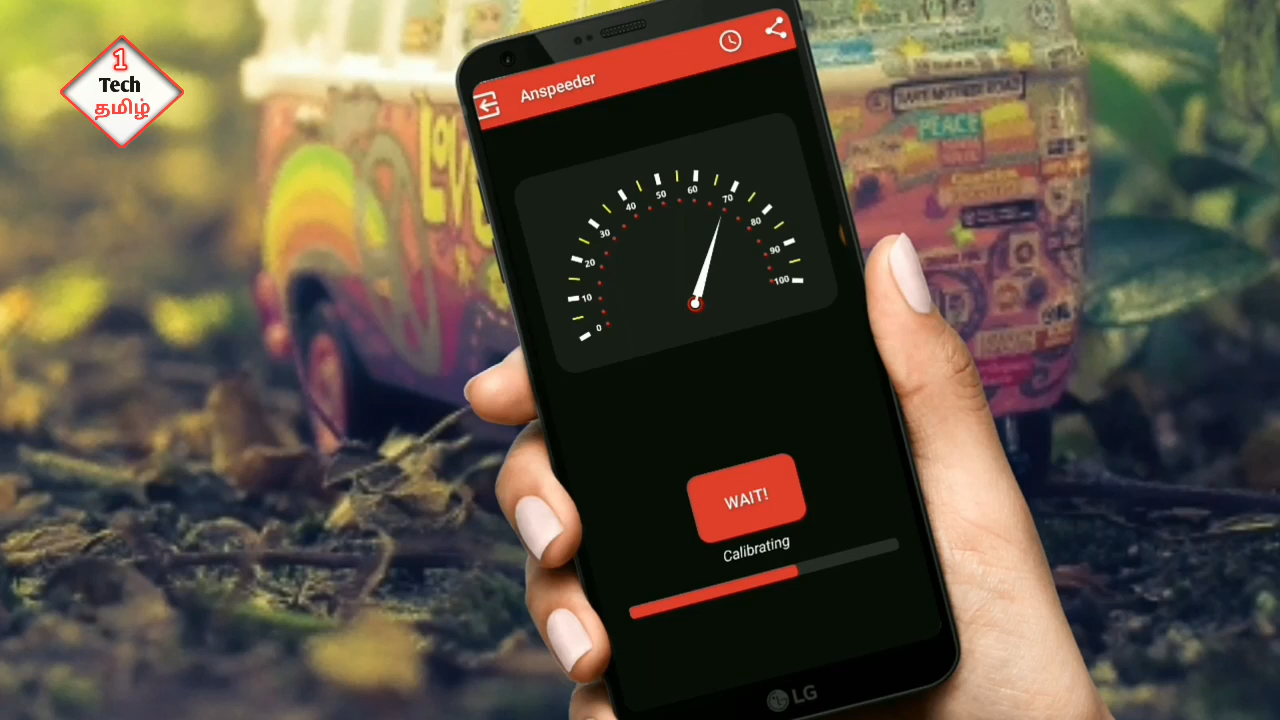 1
Tech
தமிழ்
Anspeeder
0
10
20
30
40
50
60
70
80
90
100
WAIT!
Calibrating
LG
LOVE
PEACE